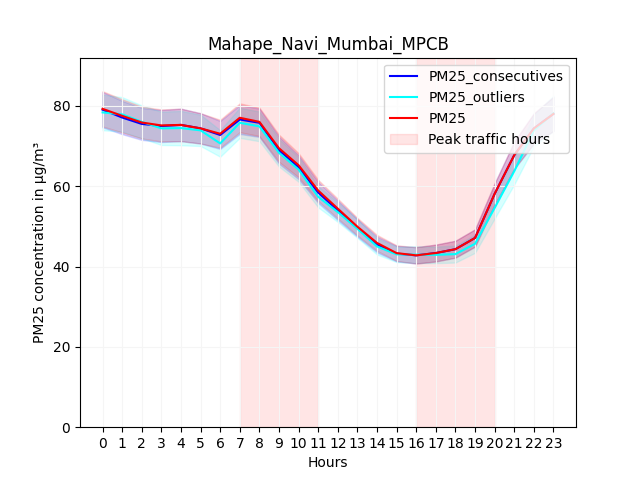 Mahape_Navi_Mumbai_MPCB
PM25_consecutives
PM25_outliers
PM25
Peak traffic hours
PM25 concentration in µg/m³
80
60
40
20
0
0 1 2 3 4 5 6 7 8 9 10 11 12 13 14 15 16 17 18 19 20 21 22 23
Hours